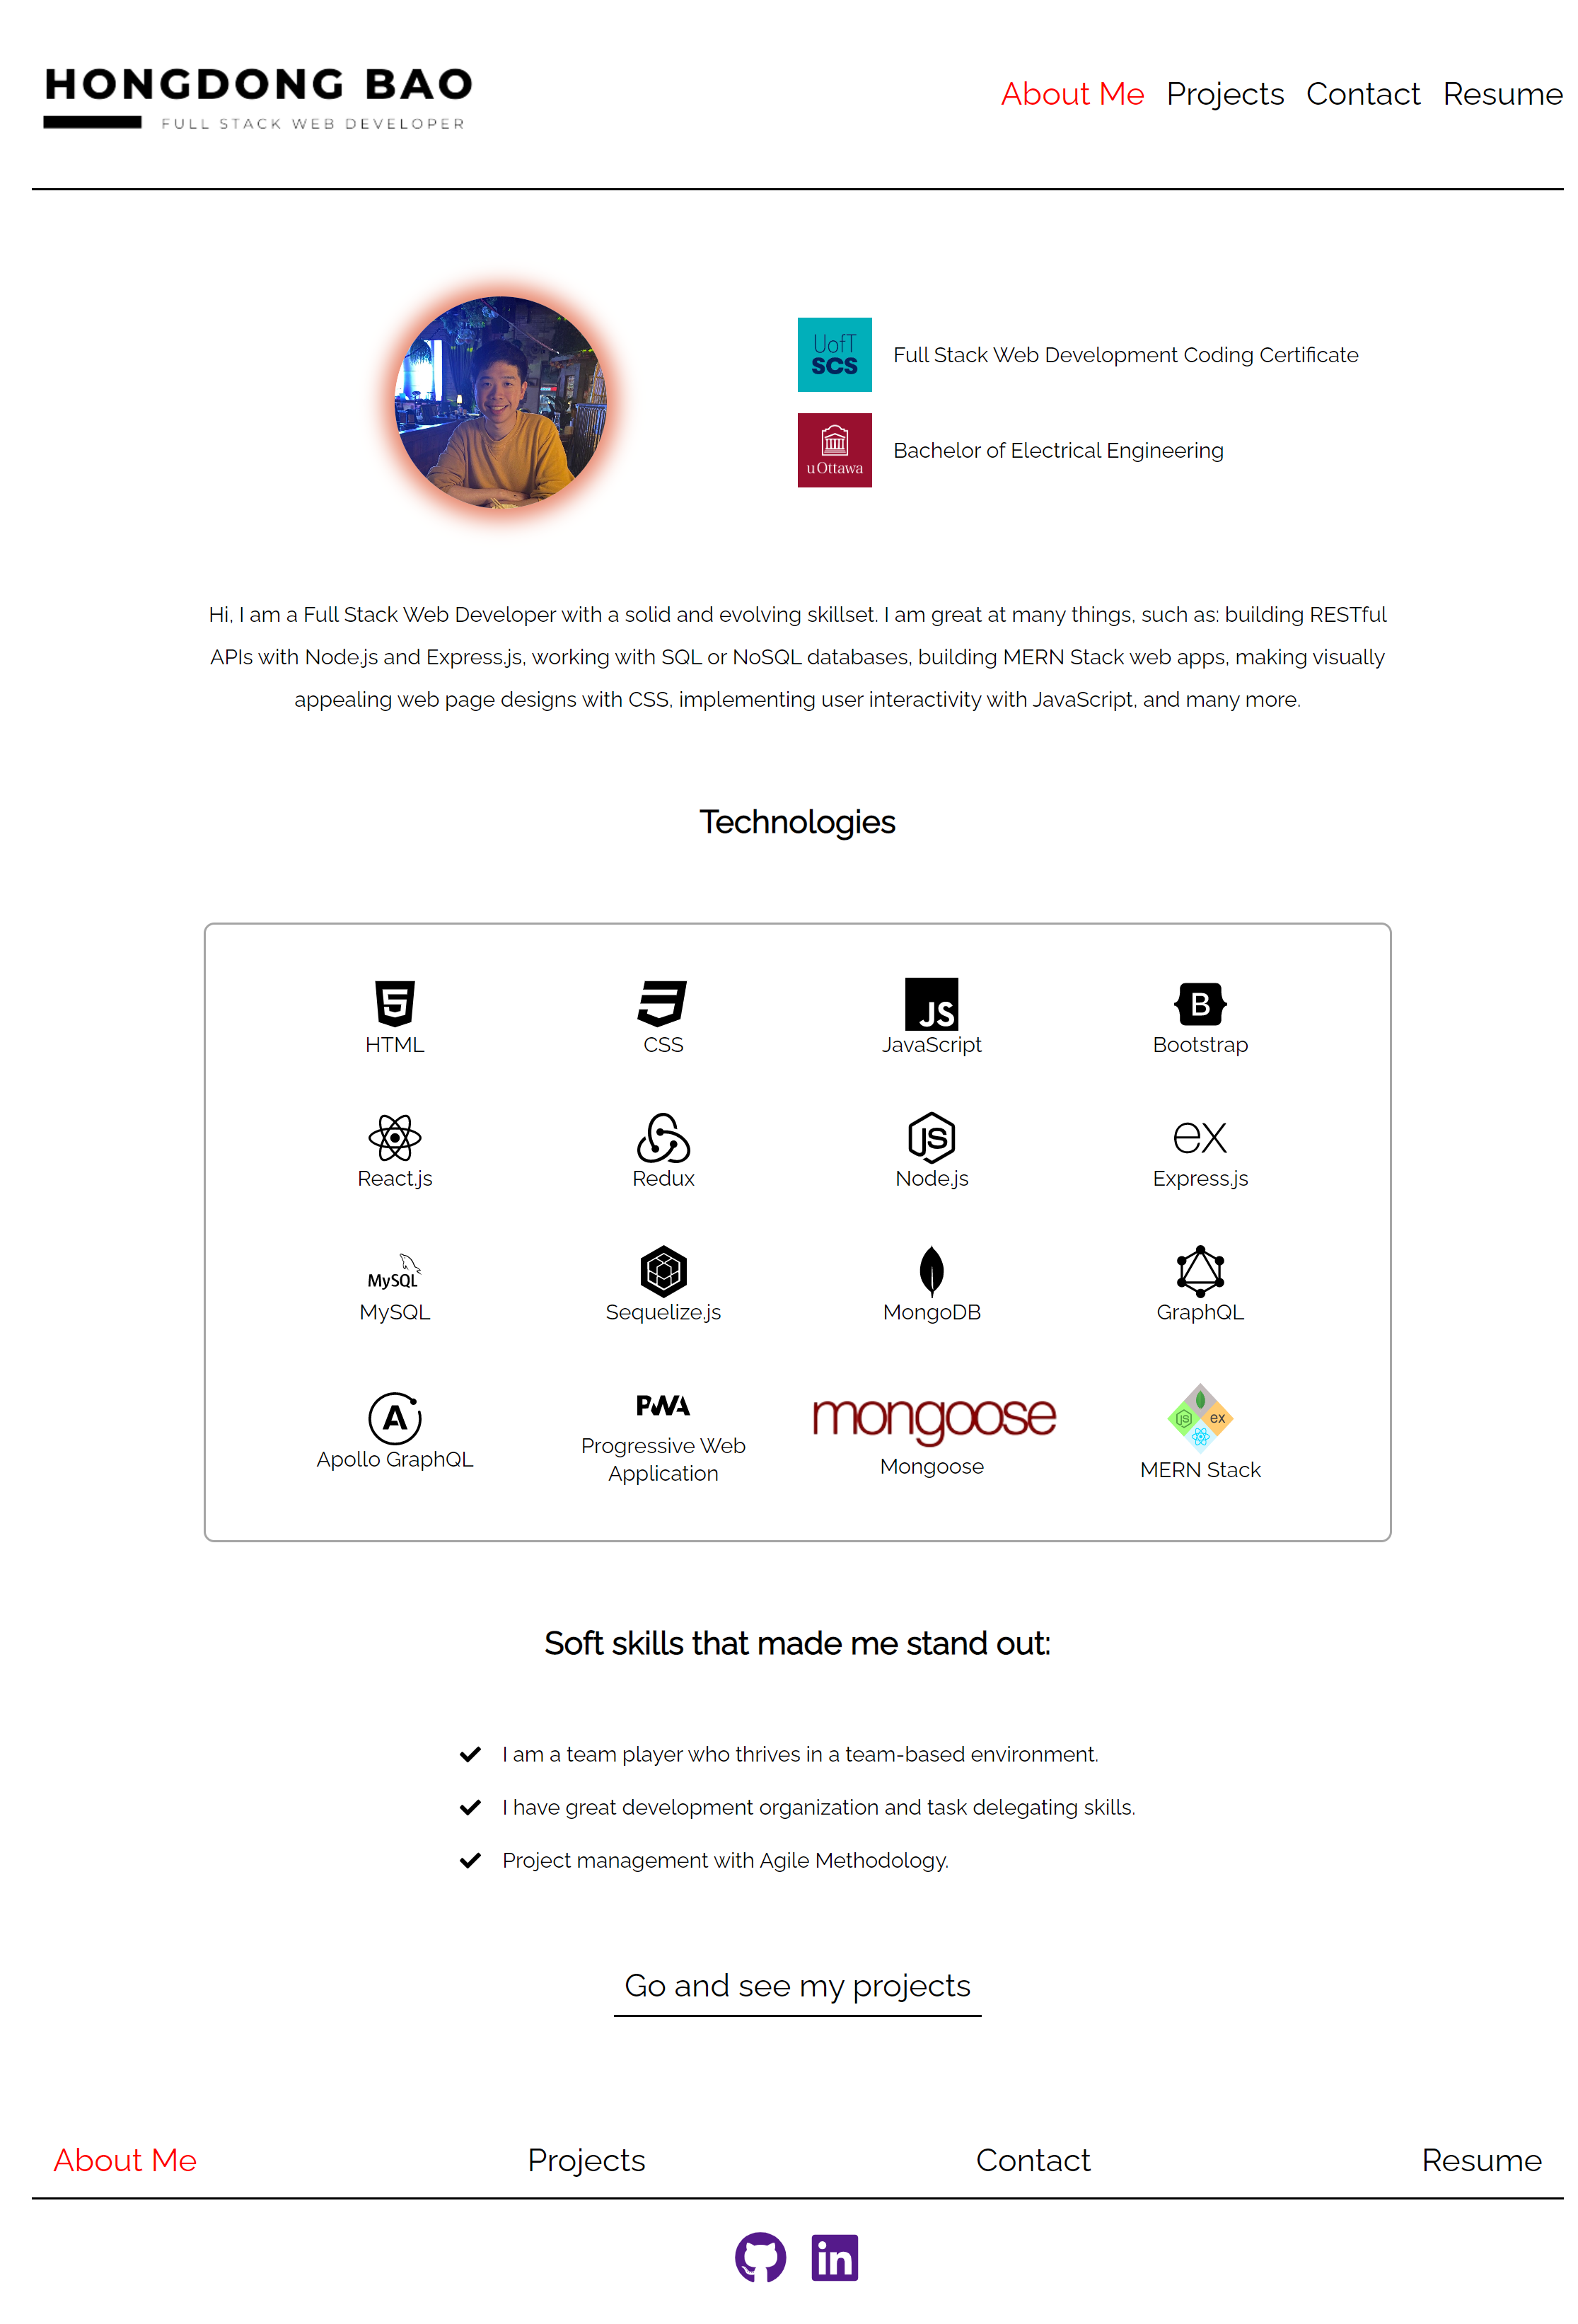 HONGDONG BAO
FULL STACK WEB DEVELOPER
About Me Projects Contact Resume
UofT
SCS
Full Stack Web Development Coding Certificate
uOttawa
Bachelor of Electrical Engineering
Hi, I am a Full Stack Web Developer with a solid and evolving skillset. I am great at many things, such as: building RESTful
APIs with Node.js and Express.js, working with SQL or NoSQL databases, building MERN Stack web apps, making visually
appealing web page designs with CSS, implementing user interactivity with JavaScript, and many more.
Technologies
5 JS B
HTML CSS JavaScript Bootstrap
JS ex
React.js Redux Node.js Express.js
MySQL
MySQL Sequelize.js MongoDB GraphQL
A PWA mongoose JS ex
Apollo GraphQL Progressive Web
Application Mongoose MERN Stack
Soft skills that made me stand out:
I am a team player who thrives in a team-based environment.
I have great development organization and task delegating skills.
Project management with Agile Methodology.
Go and see my projects
About Me Projects Contact Resume
in